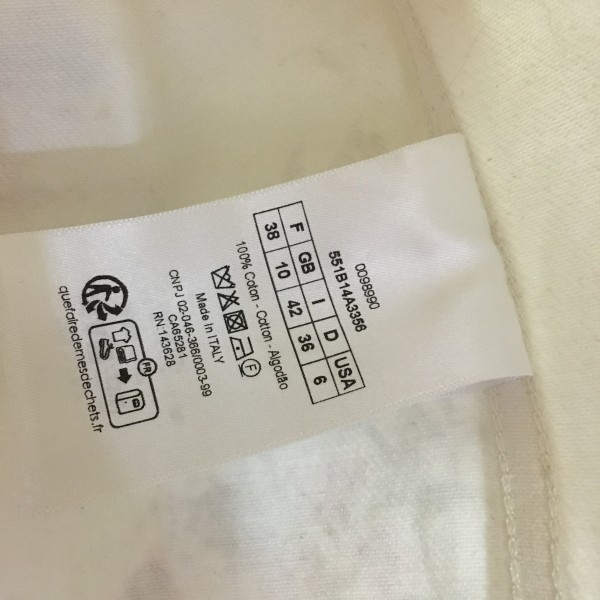 0098990
551B14A3356
F GB I D USA
38 10 42 36 6
100% Coton - Cotton - Algodão
F
Made In ITALY
CNPJ 02-046-366/0003-99
CA65281
RN-143628
FR
quefairedemesdechets.fr